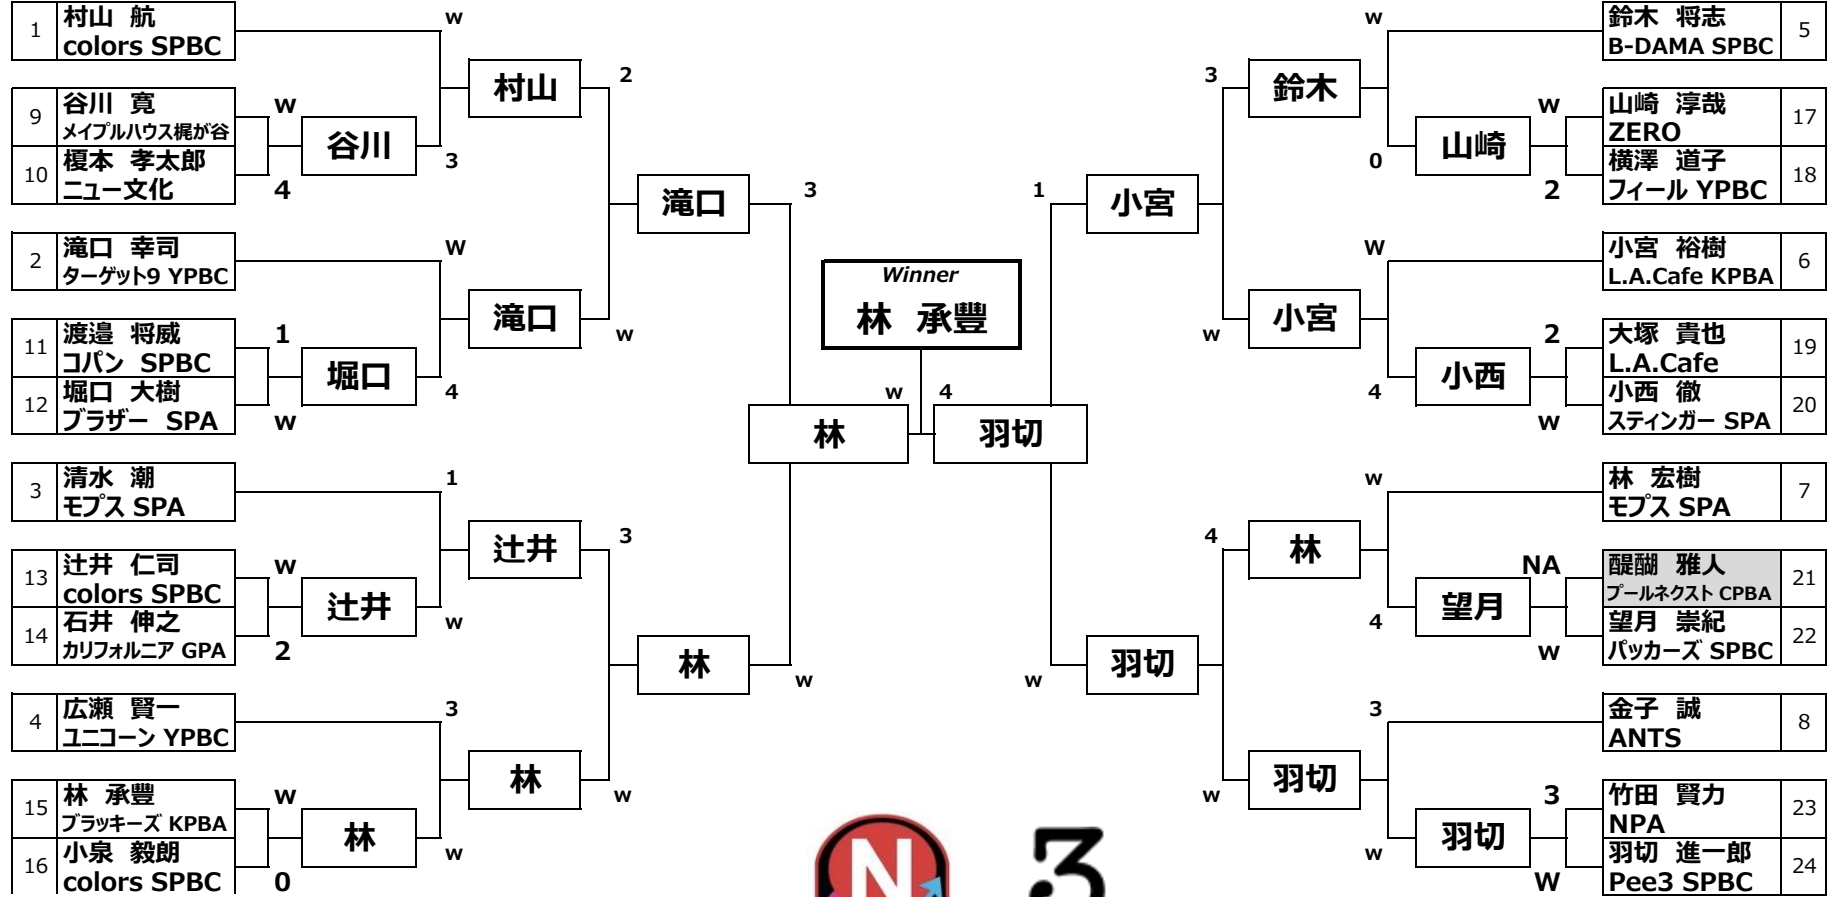 1
村山 航
colors SPBC
9
谷川 寛
メイプルハウス梶が谷
10
榎本 孝太郎
ニュー文化
2
滝口 幸司
ターゲット9 YPBC
11
渡邉 将威
コパン SPBC
12
堀口 大樹
ブラザー SPA
3
清水 潮
モプス SPA
13
辻井 仁司
colors SPBC
14
石井 伸之
カリフォルニア GPA
4
広瀬 賢一
ユニコーン YPBC
15
林 承豐
ブラッキーズ KPBA
16
小泉 毅朗
colors SPBC
W
谷川
4
1
堀口
W
W
辻井
2
W
林
0
W
村山
3
W
滝口
4
1
辻井
W
3
林
W
2
滝口
W
3
林
W
3
林
W
Winner
林 承豐
W
4
羽切
1
小宮
W
羽切
3
鈴木
W
小宮
4
林
W
羽切
W
0
山崎
W
4
小西
W
4
望月
3
W
羽切
W
2
2
W
NA
W
3
W
鈴木 将志
B-DAMA SPBC
5
山崎 淳哉
ZERO
17
横澤 道子
フィール YPBC
18
小宮 裕樹
L.A.Cafe KPBA
6
大塚 貴也
L.A.Cafe
19
小西 徹
スティンガー SPA
20
林 宏樹
モプス SPA
7
醍醐 雅人
プールネクスト CPBA
21
望月 崇紀
パッカーズ SPBC
22
金子 誠
ANTS
8
竹田 賢力
NPA
23
羽切 進一郎
Pee3 SPBC
24
N
3